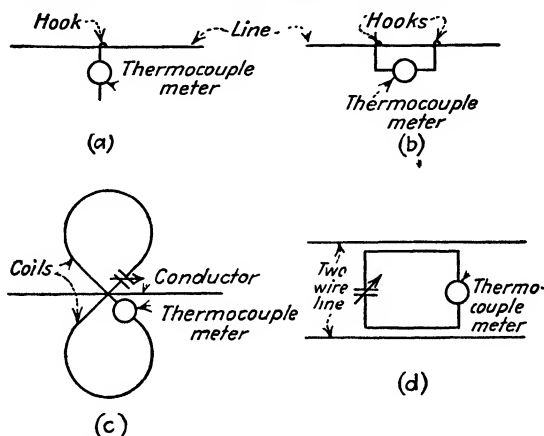 Hook
Line
Hooks
Thermocouple
meter
Thermocouple
meter
(a)
(b)
Coils
Conductor
Thermocouple
meter
Two
wire
line
Thermo-
couple
meter
(c)
(d)